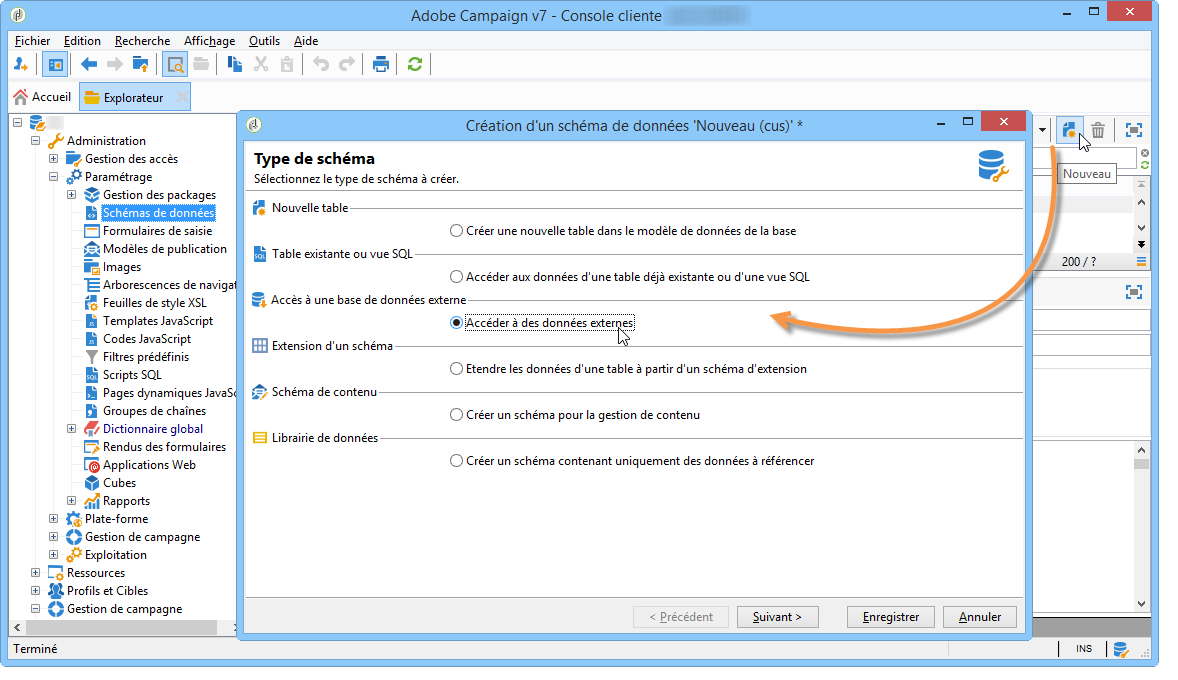 Adobe Campaign v7 - Console cliente
Fichier Edition Recherche Affichage Outils Aide
Accueil Explorateur
Administration
Gestion des accès
Paramétrage
Gestion des packages
Schémas de données
Formulaires de saisie
Modèles de publication
Images
Arborescences de navigat
Feuilles de style XSL
Templates JavaScript
Codes JavaScript
Filtres prédéfinis
Scripts SQL
Pages dynamiques JavaSc
Groupes de chaînes
Dictionnaire global
Rendus des formulaires
Applications Web
Cubes
Rapports
Plate-forme
Gestion de campagne
Exploitation
Ressources
Profils et Cibles
Gestion de campagne
Création d'un schéma de données 'Nouveau (cus)' *
Type de schéma
Sélectionnez le type de schéma à créer.
Nouvelle table
Créer une nouvelle table dans le modèle de données de la base
Table existante ou vue SQL
Accéder aux données d'une table déjà existante ou d'une vue SQL
Accès à une base de données externe
Accéder à des données externes
Extension d'un schéma
Etendre les données d'une table à partir d'un schéma d'extension
Schéma de contenu
Créer un schéma pour la gestion de contenu
Librairie de données
Créer un schéma contenant uniquement des données à référencer
< Précédent Suivant > Enregistrer Annuler
Nouveau
200 / ?
Terminé INS